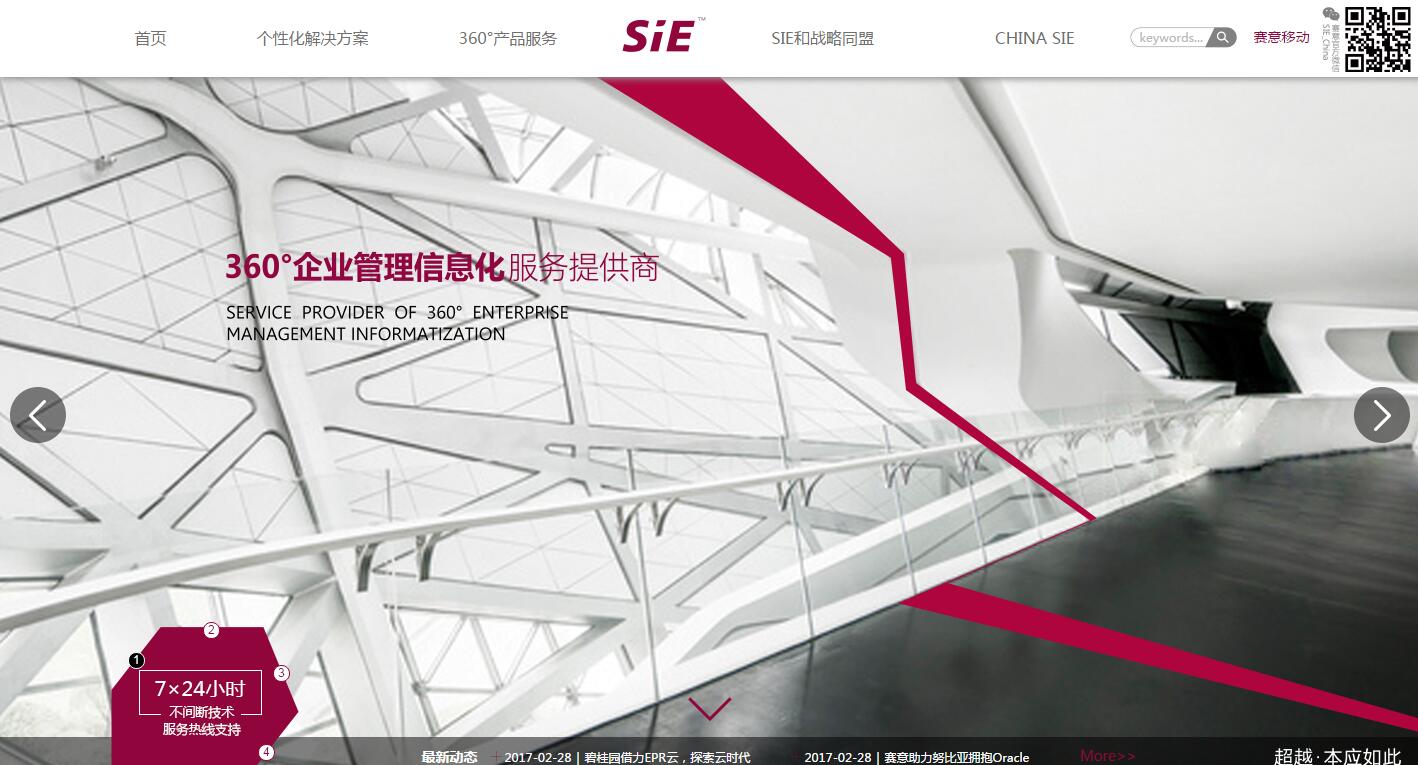 首页
个性化解决方案
360°产品服务
SiE™
SIE和战略同盟
CHINA SIE
keywords...
赛意移动
赛意官方微信
SIE_China
360°企业管理信息化服务提供商
SERVICE PROVIDER OF 360° ENTERPRISE
MANAGEMENT INFORMATIZATION
2
1
3
7×24小时
不间断技术
服务热线支持
4
最新动态
2017-02-28 | 碧桂园借力EPR云，探索云时代
2017-02-28 | 赛意助力努比亚拥抱Oracle
More>>
超越·本应如此